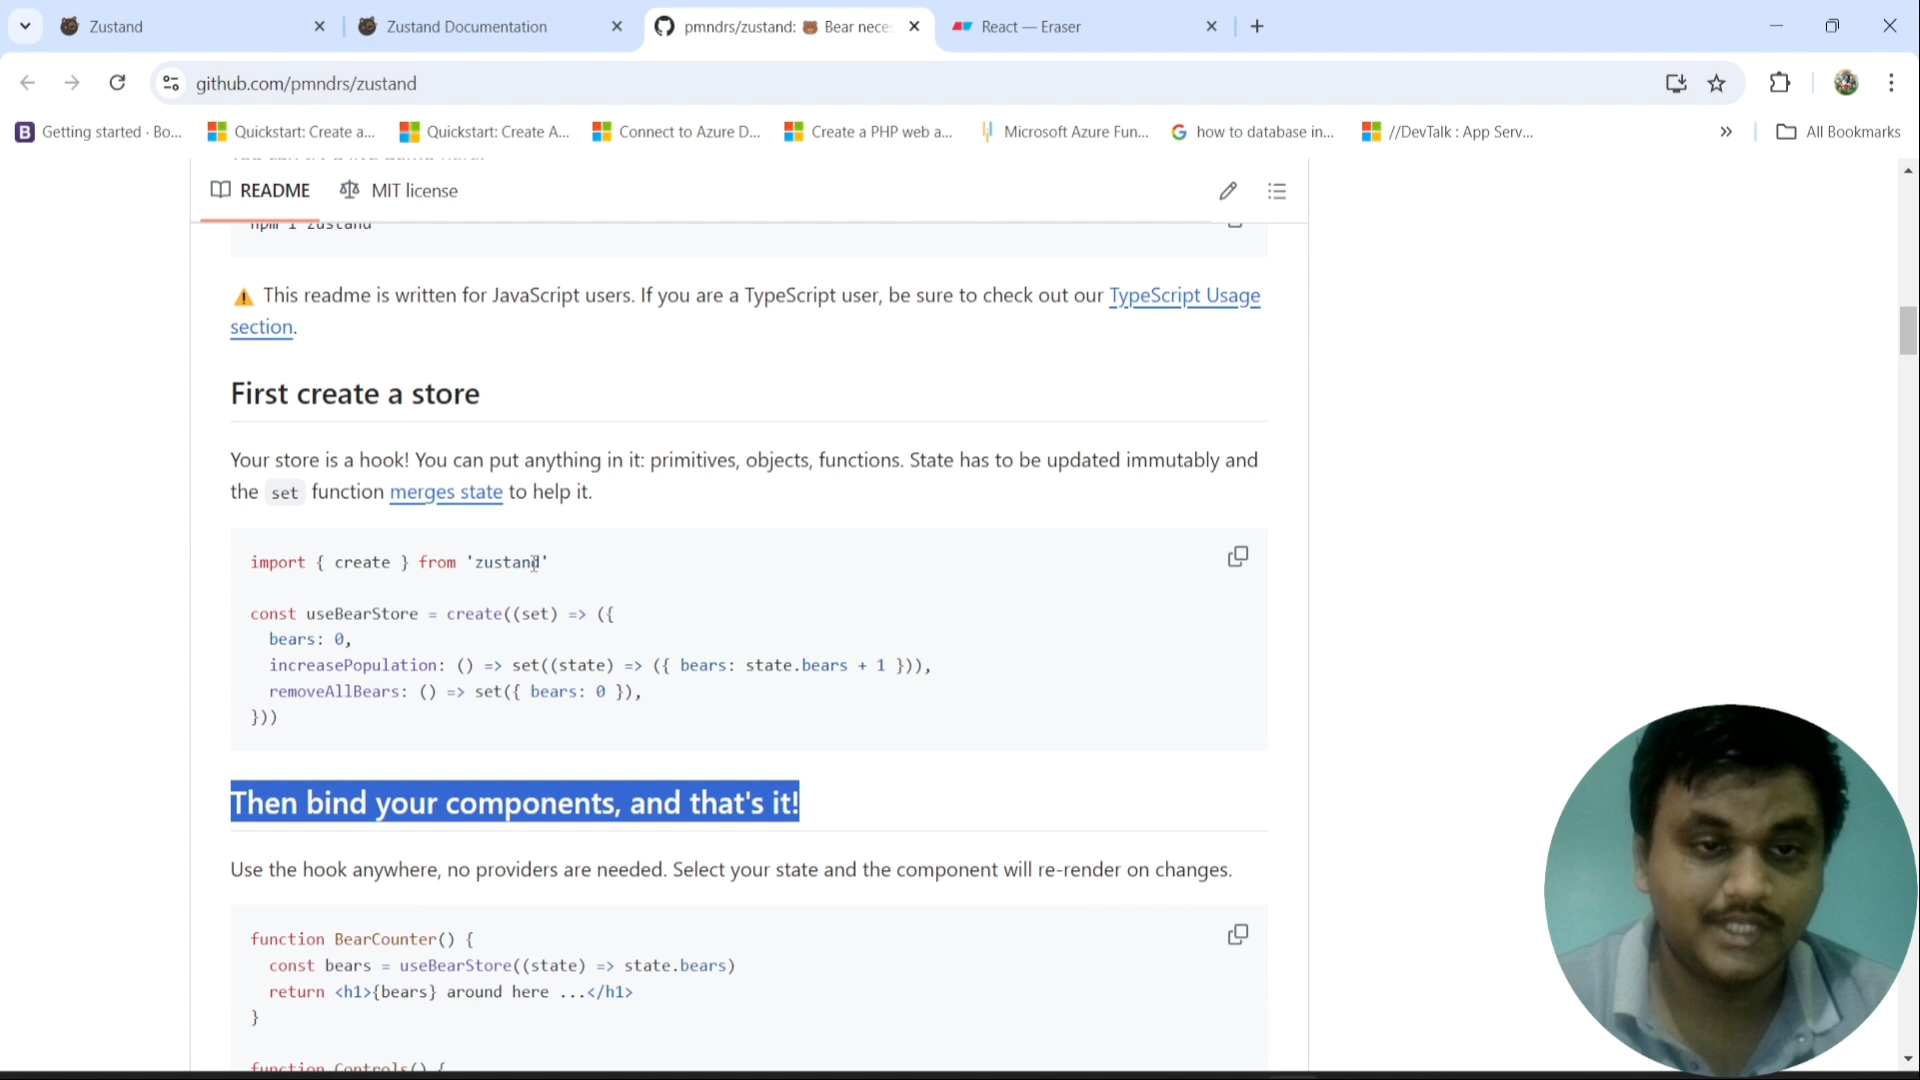 Zustand
Zustand Documentation
pmndrs/zustand: 🐻 Bear nece
React — Eraser
github.com/pmndrs/zustand
Getting started · Bo...
Quickstart: Create a...
Quickstart: Create A...
Connect to Azure D...
Create a PHP web a...
Microsoft Azure Fun...
how to database in...
//DevTalk : App Serv...
All Bookmarks
README
MIT license
npm i zustand
⚠️ This readme is written for JavaScript users. If you are a TypeScript user, be sure to check out our TypeScript Usage
section.
First create a store
Your store is a hook! You can put anything in it: primitives, objects, functions. State has to be updated immutably and
the set function merges state to help it.
import { create } from 'zustand'
const useBearStore = create((set) => ({
bears: 0,
increasePopulation: () => set((state) => ({ bears: state.bears + 1 })),
removeAllBears: () => set({ bears: 0 }),
}))
Then bind your components, and that's it!
Use the hook anywhere, no providers are needed. Select your state and the component will re-render on changes.
function BearCounter() {
const bears = useBearStore((state) => state.bears)
return <h1>{bears} around here ...</h1>
}
function Controls() {